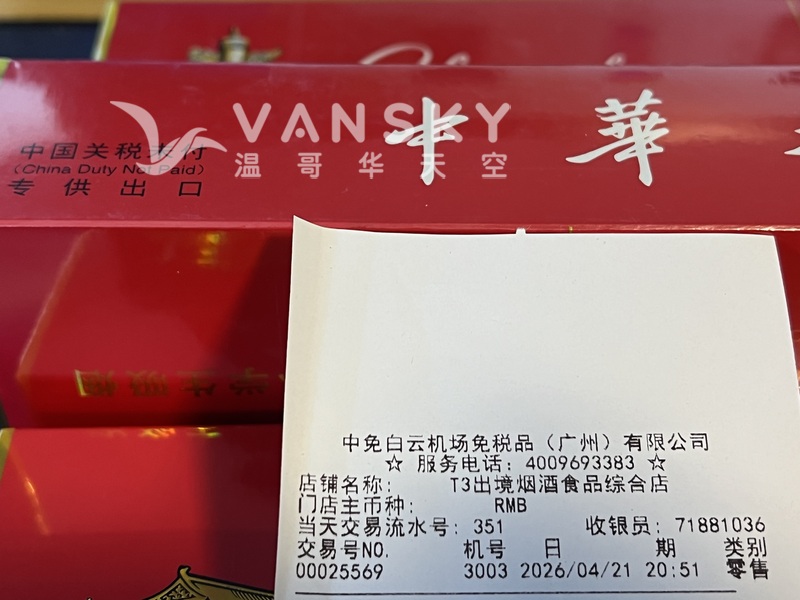 VANSKY
温哥华天空
中華
中国关税未付
(China Duty Not Paid)
专供出口
中免白云机场免税品（广州）有限公司
☆ 服务电话: 4009693383 ☆
店铺名称: T3出境烟酒食品综合店
门店主币种: RMB
当天交易流水号: 351 收银员: 71881036
交易号NO. 机号 日 期 类别
00025569 3003 2026/04/21 20:51 零售